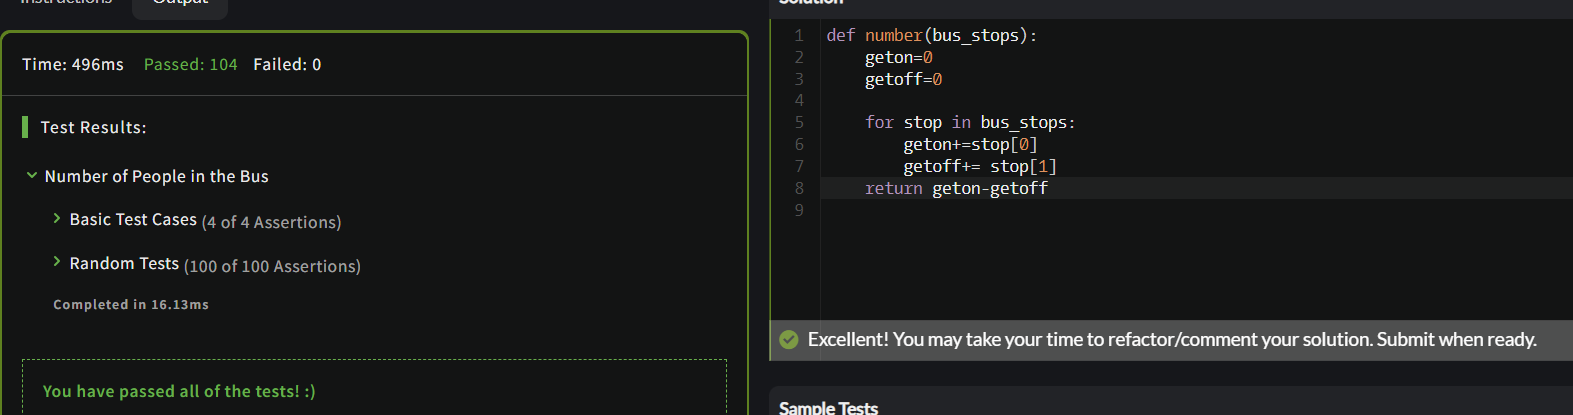 Instructions
Output
Time: 496ms Passed: 104 Failed: 0
Test Results:
Number of People in the Bus
Basic Test Cases (4 of 4 Assertions)
Random Tests (100 of 100 Assertions)
Completed in 16.13ms
You have passed all of the tests! :)
Solution
1 def number(bus_stops):
2     geton=0
3     getoff=0
4
5     for stop in bus_stops:
6         geton+=stop[0]
7         getoff+= stop[1]
8     return geton-getoff
9
Excellent! You may take your time to refactor/comment your solution. Submit when ready.
Sample Tests